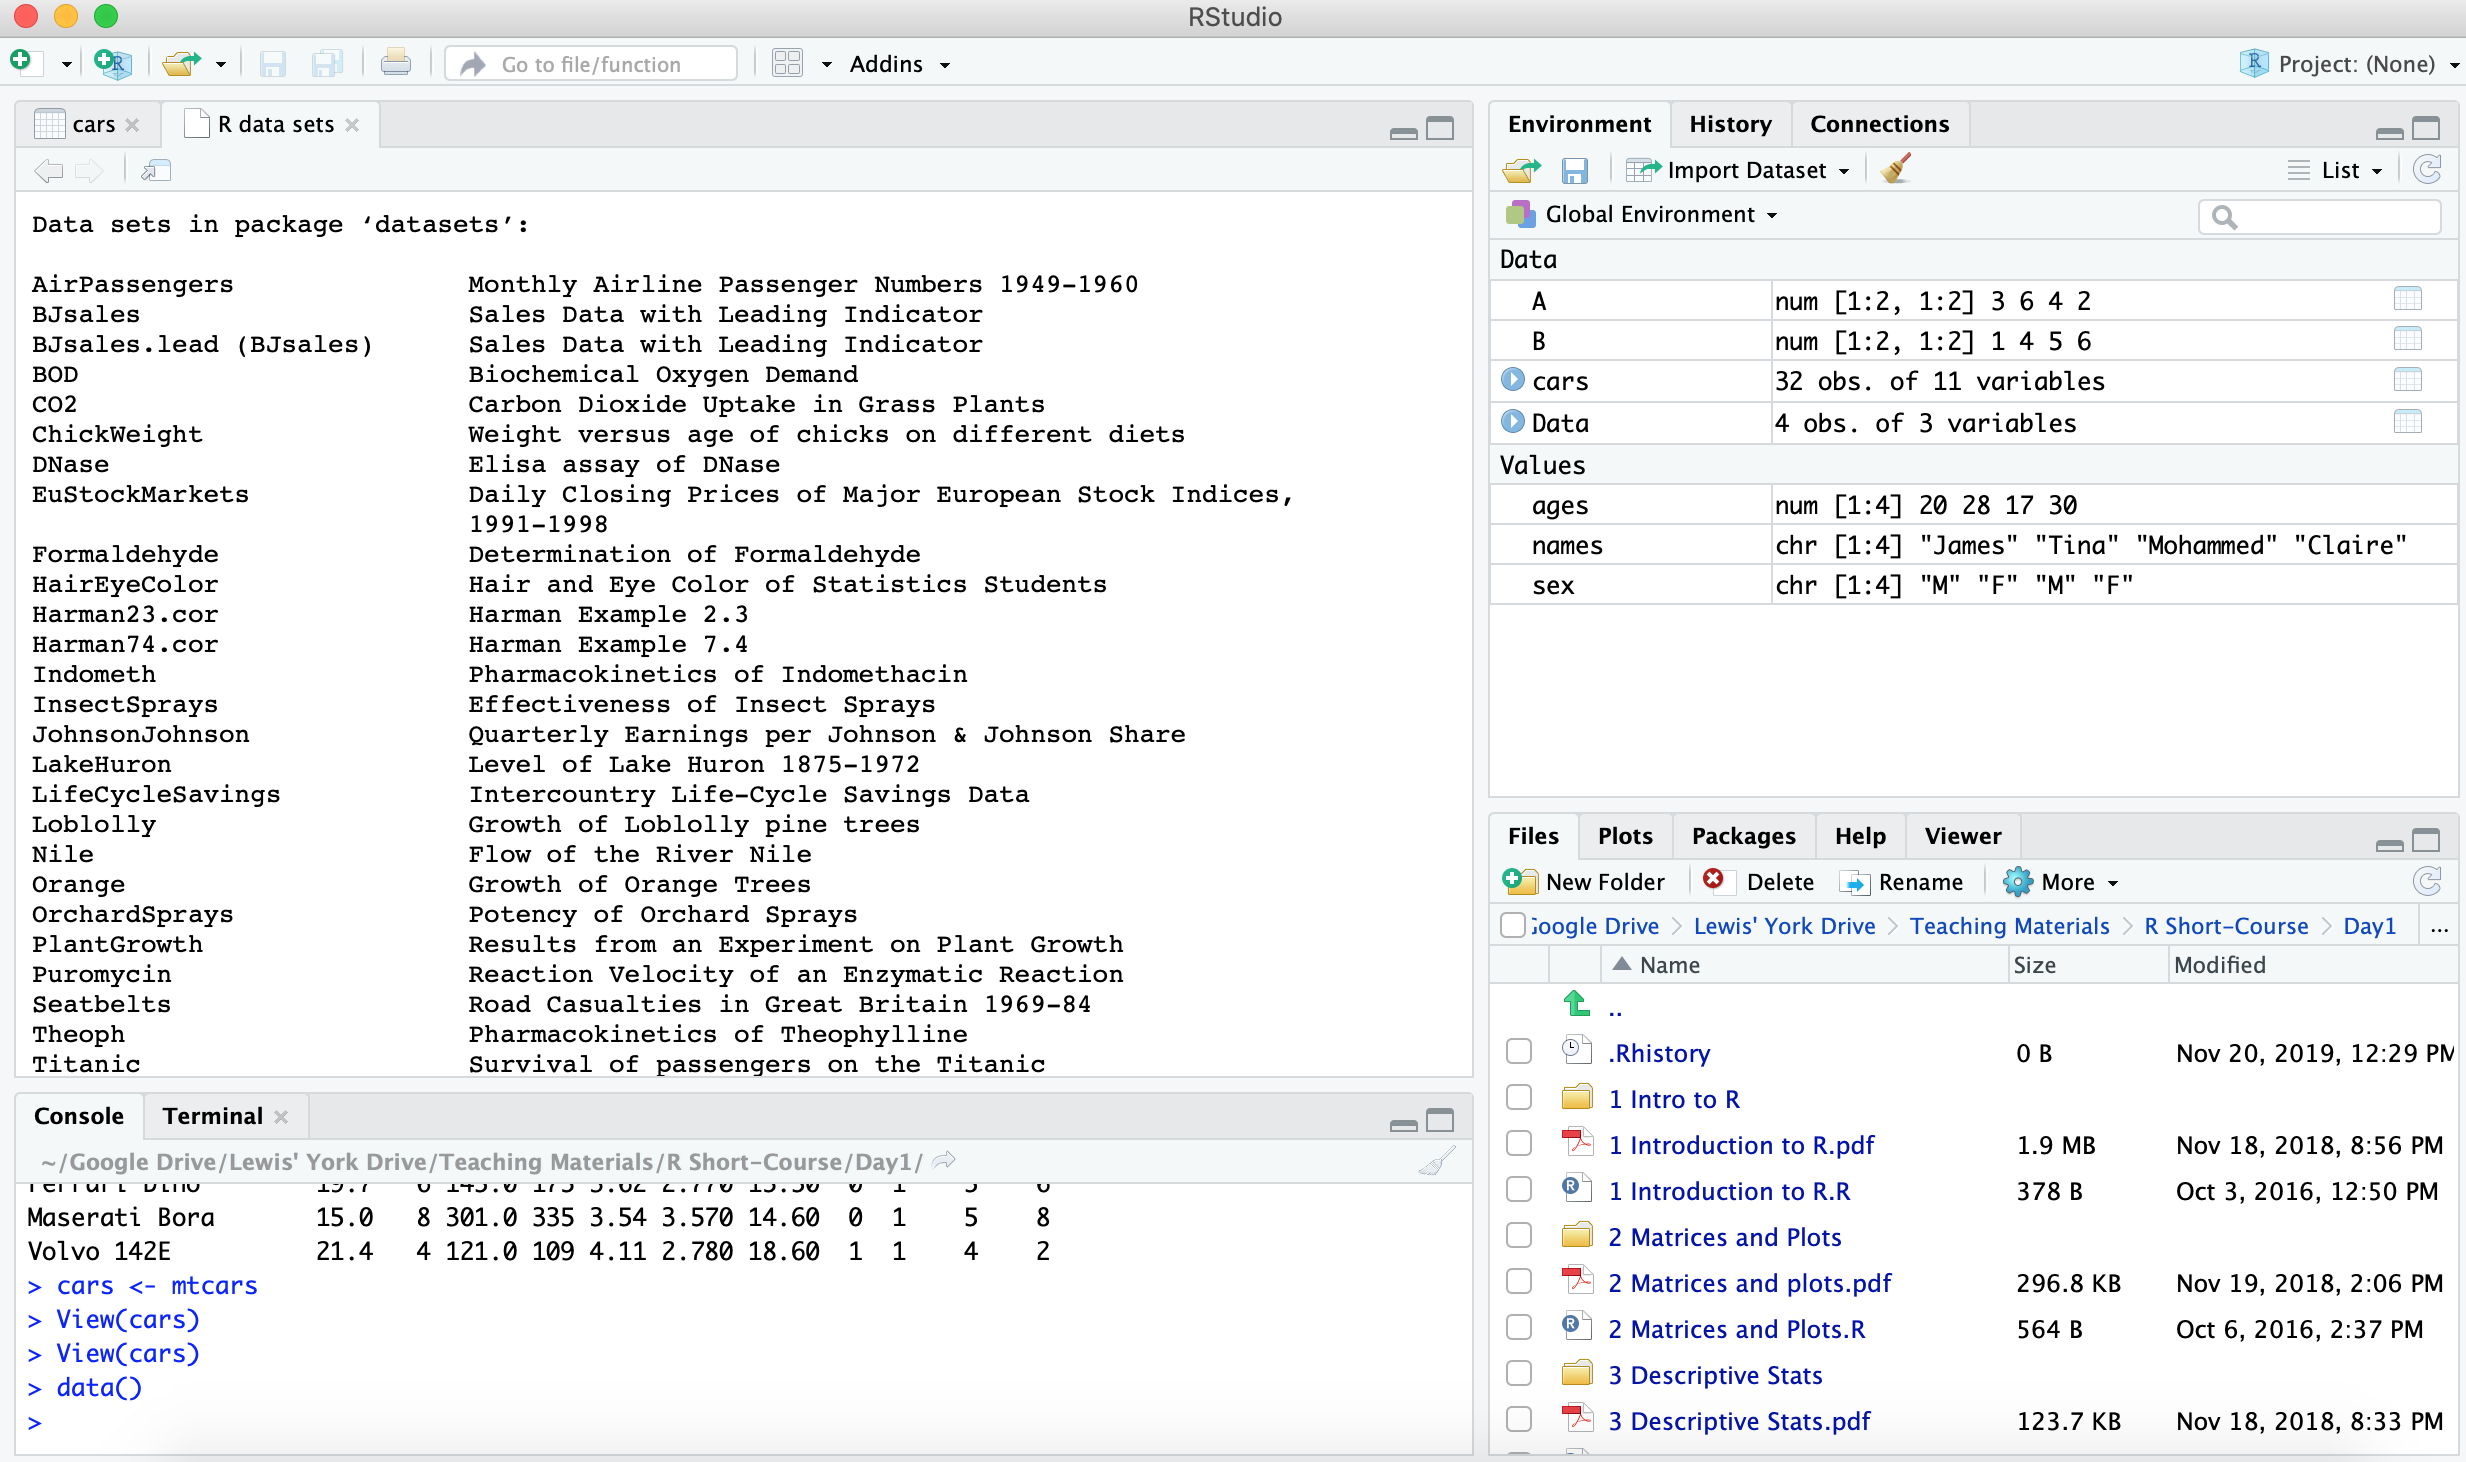 RStudio
Go to file/function
Addins
Project: (None)
cars
R data sets
Data sets in package ‘datasets’:
AirPassengers Monthly Airline Passenger Numbers 1949-1960
BJsales Sales Data with Leading Indicator
BJsales.lead (BJsales) Sales Data with Leading Indicator
BOD Biochemical Oxygen Demand
CO2 Carbon Dioxide Uptake in Grass Plants
ChickWeight Weight versus age of chicks on different diets
DNase Elisa assay of DNase
EuStockMarkets Daily Closing Prices of Major European Stock Indices,
1991-1998
Formaldehyde Determination of Formaldehyde
HairEyeColor Hair and Eye Color of Statistics Students
Harman23.cor Harman Example 2.3
Harman74.cor Harman Example 7.4
Indometh Pharmacokinetics of Indomethacin
InsectSprays Effectiveness of Insect Sprays
JohnsonJohnson Quarterly Earnings per Johnson & Johnson Share
LakeHuron Level of Lake Huron 1875-1972
LifeCycleSavings Intercountry Life-Cycle Savings Data
Loblolly Growth of Loblolly pine trees
Nile Flow of the River Nile
Orange Growth of Orange Trees
OrchardSprays Potency of Orchard Sprays
PlantGrowth Results from an Experiment on Plant Growth
Puromycin Reaction Velocity of an Enzymatic Reaction
Seatbelts Road Casualties in Great Britain 1969-84
Theoph Pharmacokinetics of Theophylline
Titanic Survival of passengers on the Titanic
Console Terminal
~/Google Drive/Lewis' York Drive/Teaching Materials/R Short-Course/Day1/
Ferrari Dino 19.7 6 145.0 175 3.62 2.770 15.50 0 1 5 6
Maserati Bora 15.0 8 301.0 335 3.54 3.570 14.60 0 1 5 8
Volvo 142E 21.4 4 121.0 109 4.11 2.780 18.60 1 1 4 2
> cars <- mtcars
> View(cars)
> View(cars)
> data()
>
Environment History Connections
Import Dataset List
Global Environment
Data
A num [1:2, 1:2] 3 6 4 2
B num [1:2, 1:2] 1 4 5 6
cars 32 obs. of 11 variables
Data 4 obs. of 3 variables
Values
ages num [1:4] 20 28 17 30
names chr [1:4] "James" "Tina" "Mohammed" "Claire"
sex chr [1:4] "M" "F" "M" "F"
Files Plots Packages Help Viewer
New Folder Delete Rename More
Google Drive Lewis' York Drive Teaching Materials R Short-Course Day1 ...
Name Size Modified
..
.Rhistory 0 B Nov 20, 2019, 12:29 PM
1 Intro to R
1 Introduction to R.pdf 1.9 MB Nov 18, 2018, 8:56 PM
1 Introduction to R.R 378 B Oct 3, 2016, 12:50 PM
2 Matrices and Plots
2 Matrices and plots.pdf 296.8 KB Nov 19, 2018, 2:06 PM
2 Matrices and Plots.R 564 B Oct 6, 2016, 2:37 PM
3 Descriptive Stats
3 Descriptive Stats.pdf 123.7 KB Nov 18, 2018, 8:33 PM